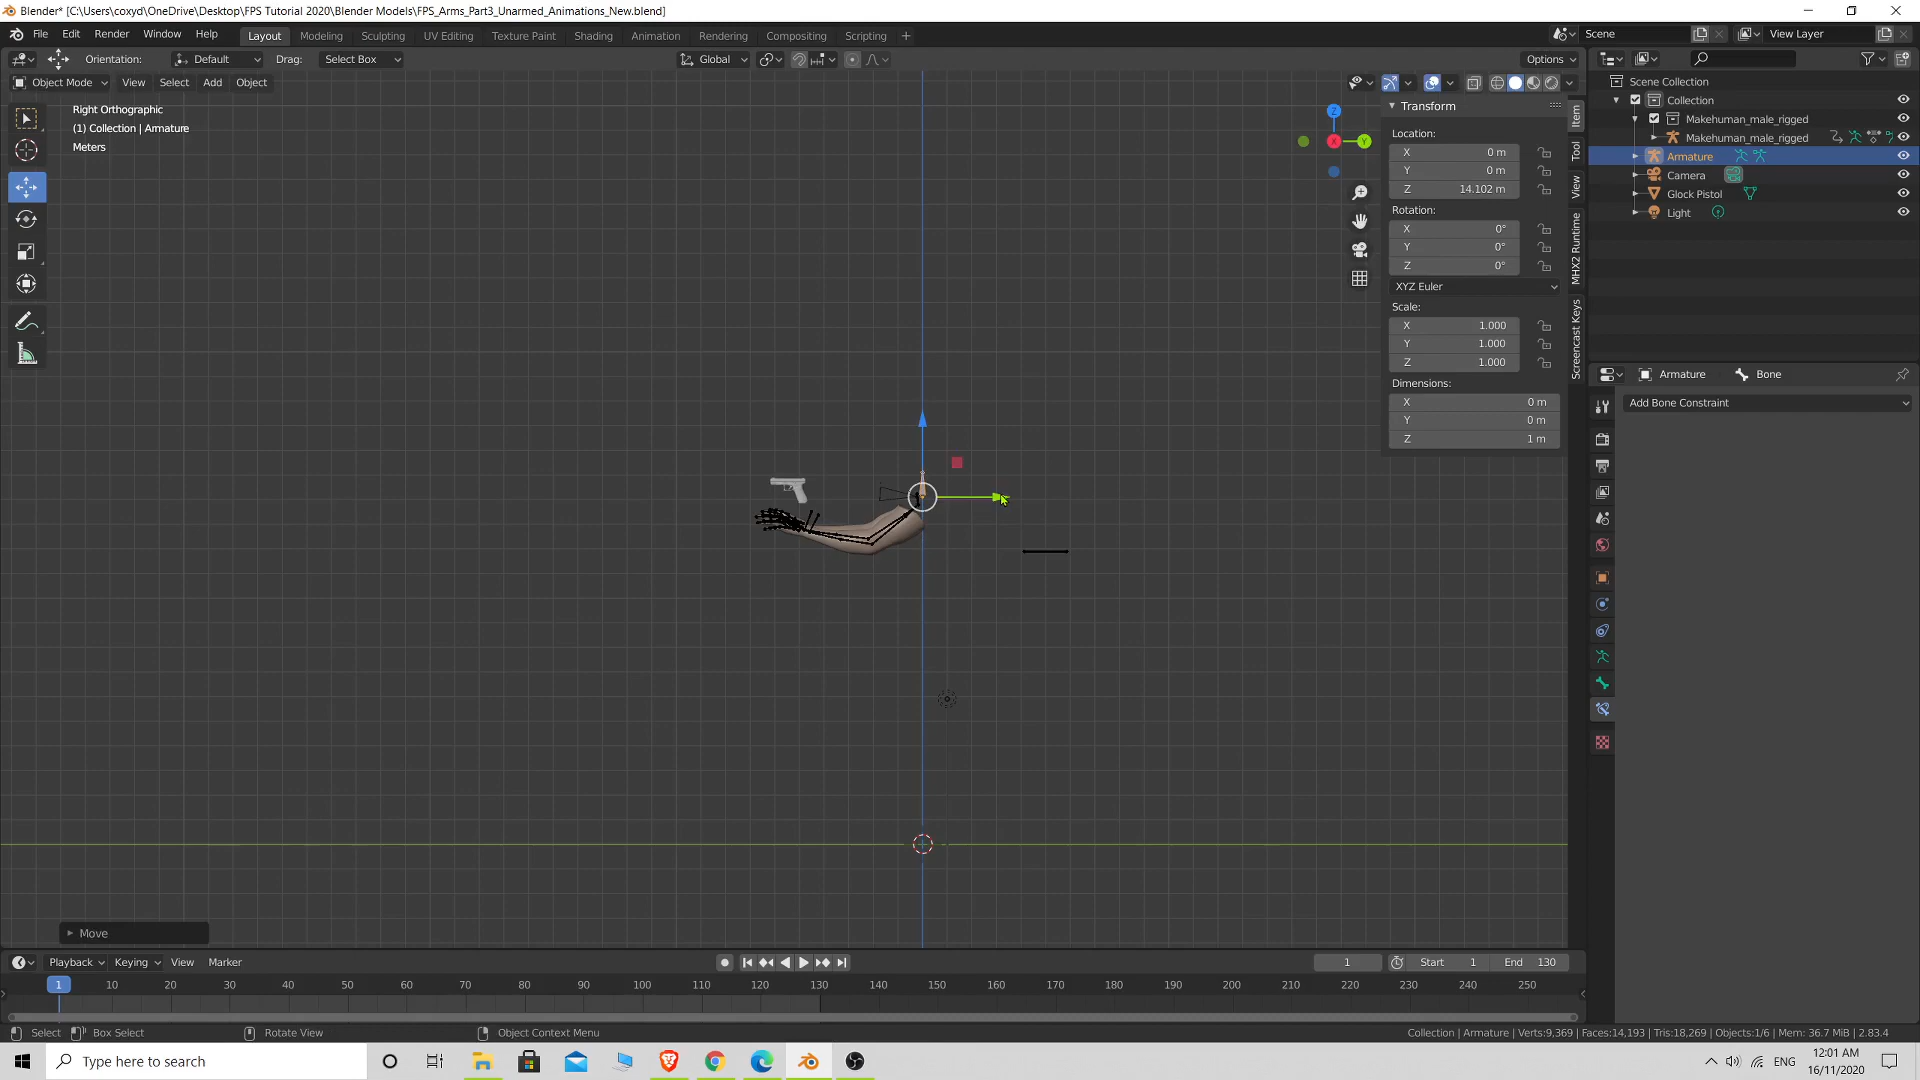 Blender* [C:\Users\coxyd\OneDrive\Desktop\FPS Tutorial 2020\Blender Models\FPS_Arms_Part3_Unarmed_Animations_New.blend]
File Edit Render Window Help Layout Modeling Sculpting UV Editing Texture Paint Shading Animation Rendering Compositing Scripting + Scene View Layer
Orientation: Default Drag: Select Box Global Options
Object Mode View Select Add Object
Right Orthographic
(1) Collection | Armature
Meters
Z
X
Y
Transform
Location:
X 0 m
Y 0 m
Z 14.102 m
Rotation:
X 0°
Y 0°
Z 0°
XYZ Euler
Scale:
X 1.000
Y 1.000
Z 1.000
Dimensions:
X 0 m
Y 0 m
Z 1 m
Item
Tool
View
MHX2 Runtime
Screencast Keys
Scene Collection
Collection
Makehuman_male_rigged
Makehuman_male_rigged
Armature
Camera
Glock Pistol
Light
Armature Bone
Add Bone Constraint
Move
Playback Keying View Marker 1 Start 1 End 130
1 10 20 30 40 50 60 70 80 90 100 110 120 130 140 150 160 170 180 190 200 210 220 230 240 250
Select Box Select Rotate View Object Context Menu Collection | Armature | Verts:9,369 | Faces:14,193 | Tris:18,269 | Objects:1/6 | Mem: 36.7 MiB | 2.83.4
Type here to search ENG 12:01 AM
16/11/2020